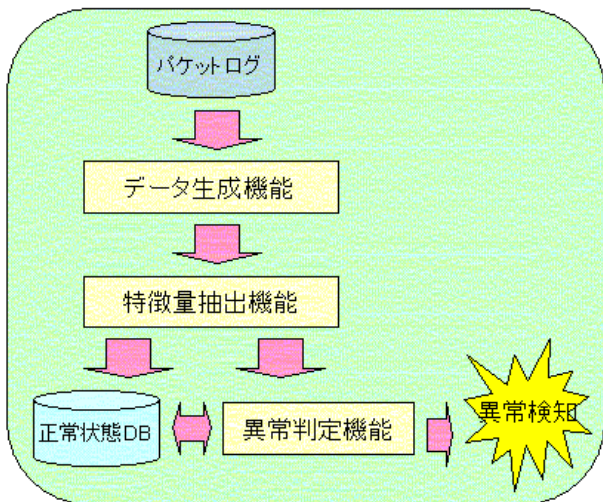 パケットログ
データ生成機能
特徴量抽出機能
正常状態DB
異常判定機能
異常検知